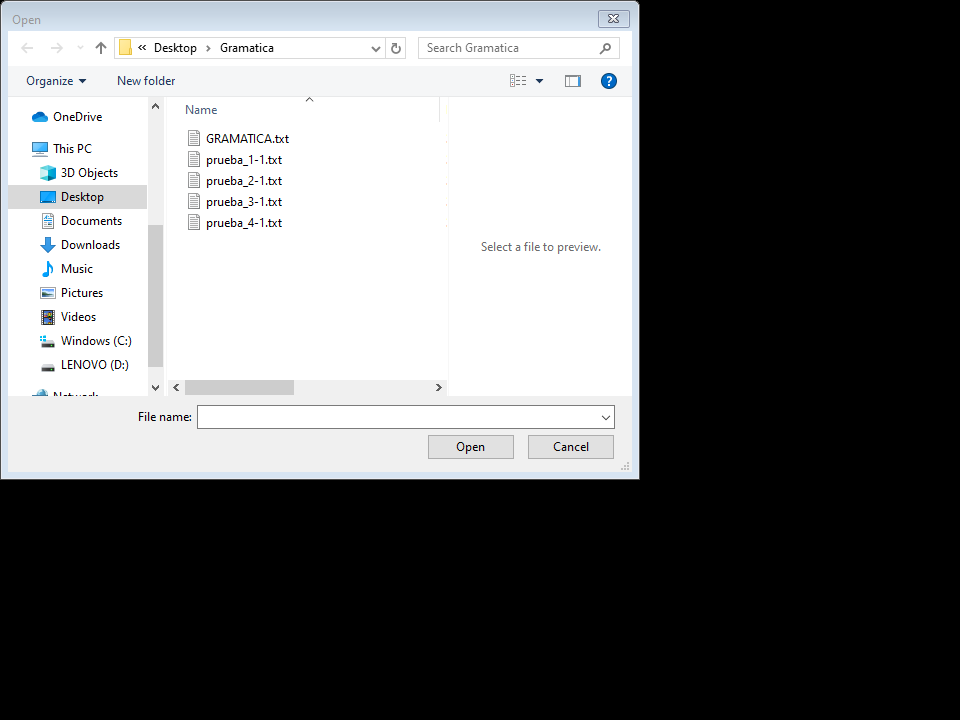 Open
« Desktop > Gramatica
Search Gramatica
Organize
New folder
?
OneDrive
This PC
3D Objects
Desktop
Documents
Downloads
Music
Pictures
Videos
Windows (C:)
LENOVO (D:)
Network
Name
GRAMATICA.txt
prueba_1-1.txt
prueba_2-1.txt
prueba_3-1.txt
prueba_4-1.txt
Select a file to preview.
File name:
Open
Cancel